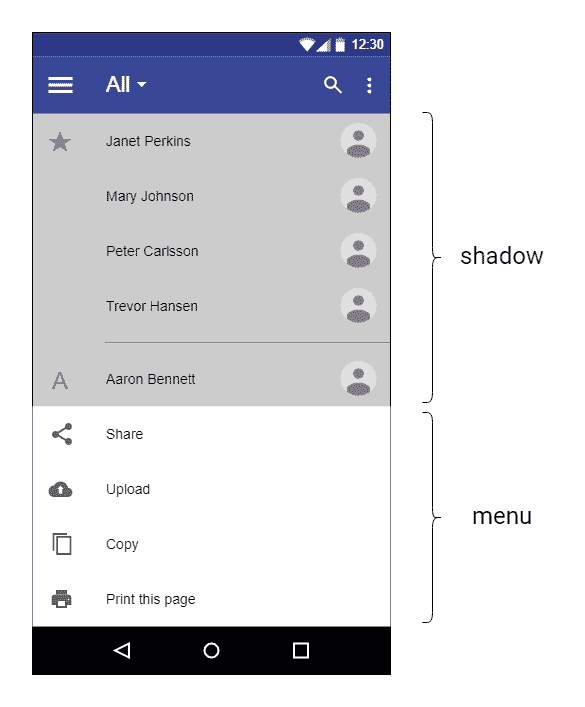 12:30
All
Janet Perkins
Mary Johnson
Peter Carlsson
Trevor Hansen
shadow
A Aaron Bennett
Share
Upload
menu
Copy
Print this page